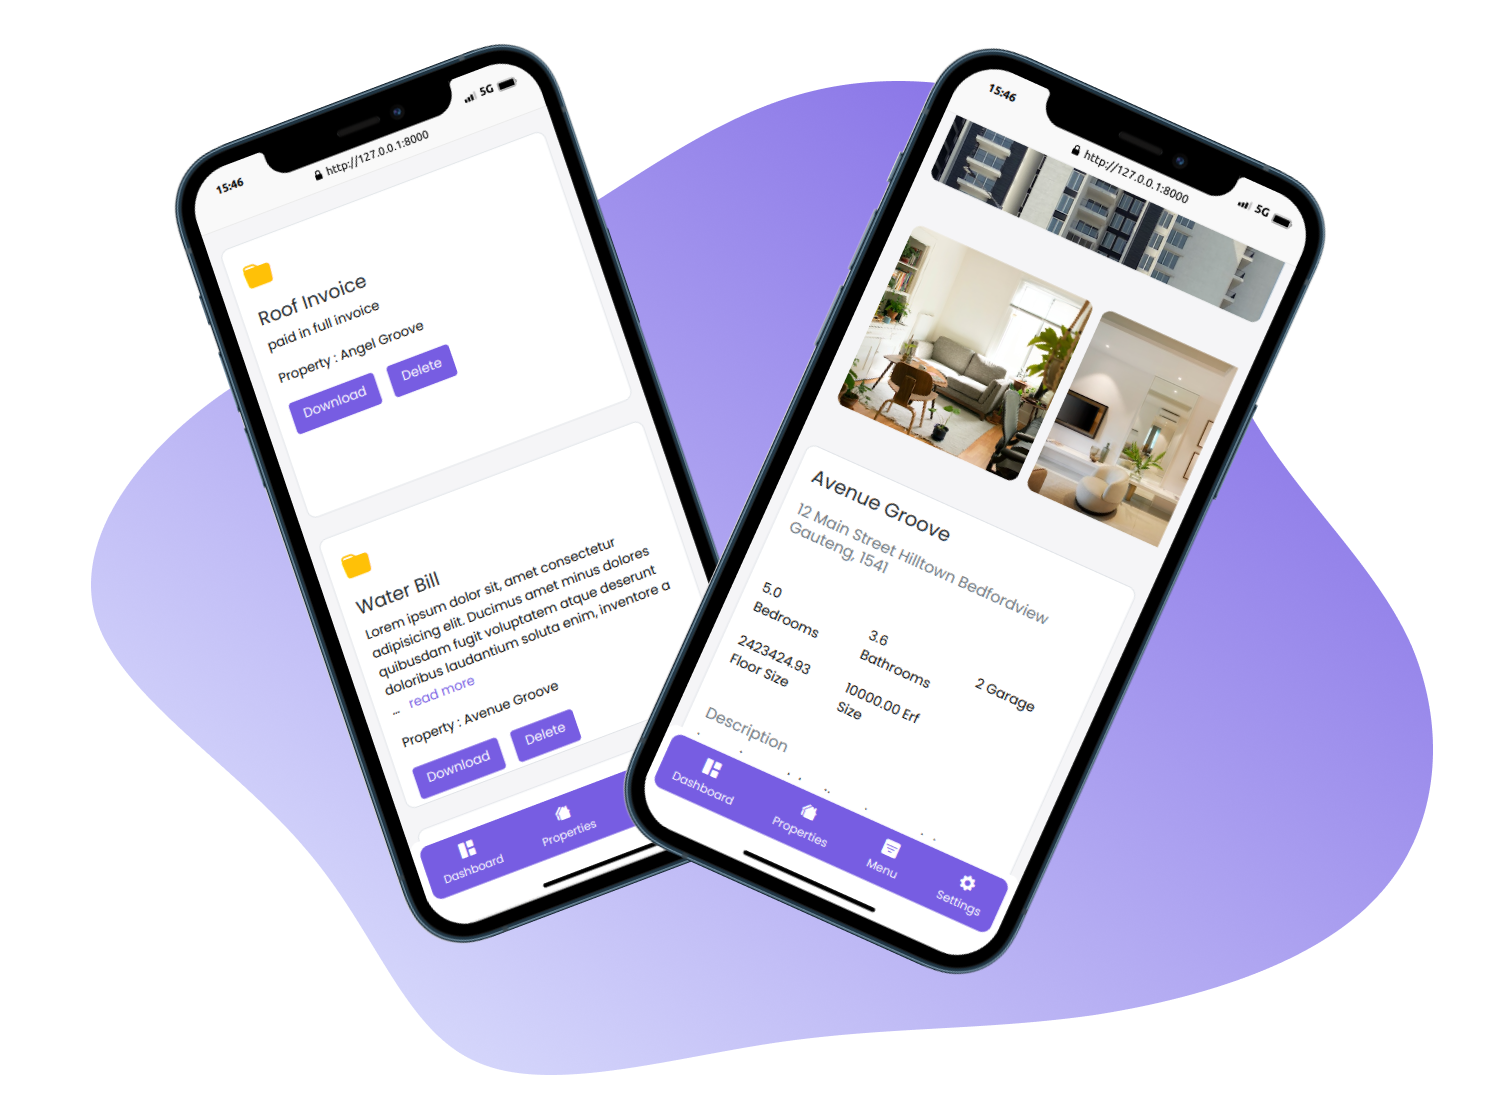 15:46
5G
http://127.0.0.1:8000
Roof Invoice
paid in full invoice
Property : Angel Groove
Download
Delete
Water Bill
Lorem ipsum dolor sit, amet consectetur
adipisicing elit. Ducimus amet minus dolores
quibusdam fugit voluptatem atque deserunt
doloribus laudantium soluta enim, inventore a
... read more
Property : Avenue Groove
Download
Delete
Dashboard
Properties
15:46
http://127.0.0.1:8000
5G
Avenue Groove
12 Main Street Hilltown Bedfordview
Gauteng, 1541
5.0
Bedrooms
3.6
Bathrooms
2 Garage
2423424.93
Floor Size
10000.00 Erf
Size
Description
Dashboard
Properties
Menu
Settings